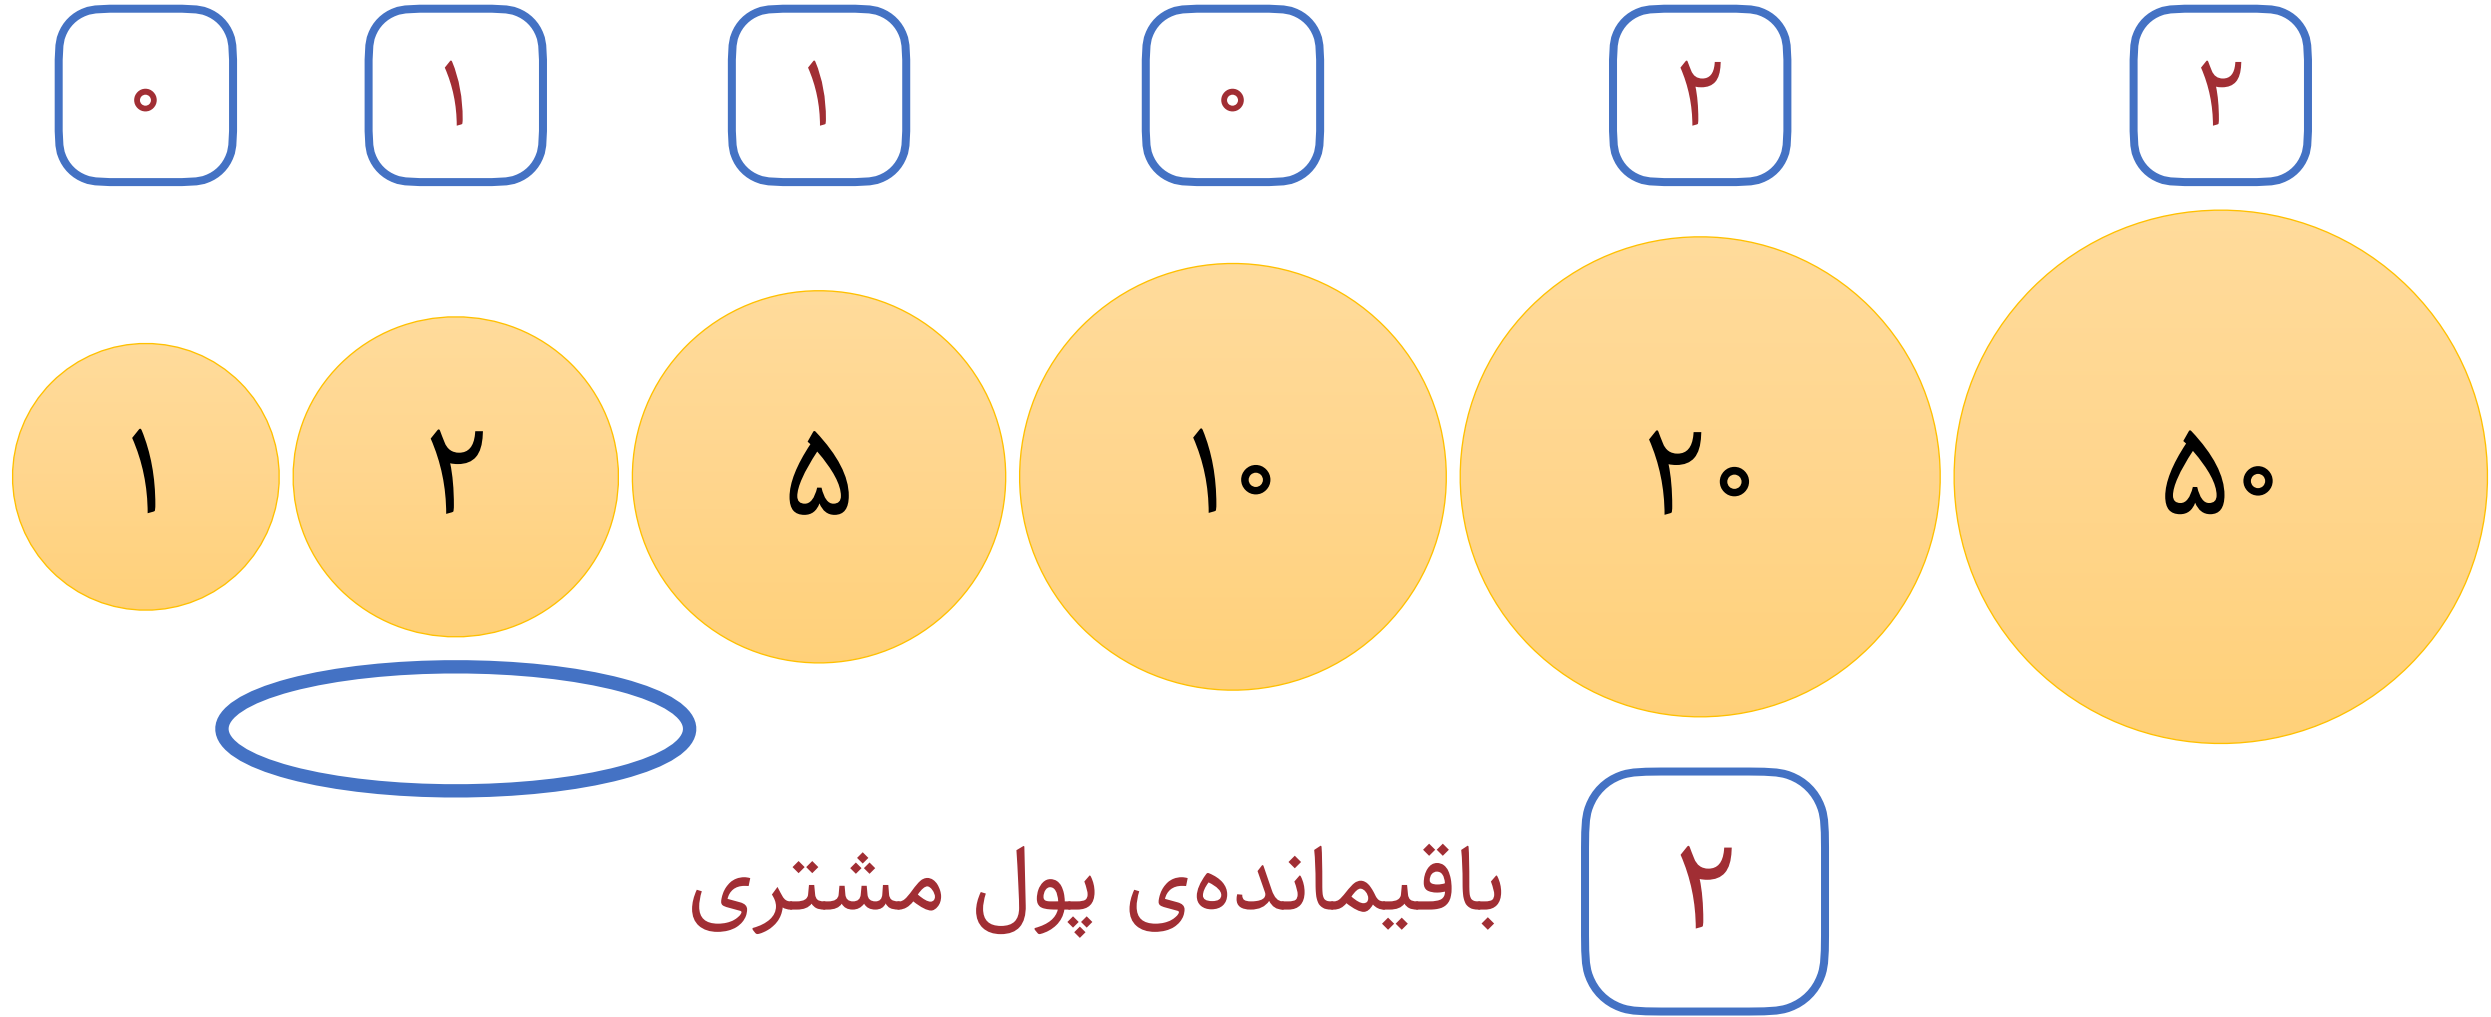 ۰ ۱ ۱ ۰ ۲ ۲
۱ ۲ ۵ ۱۰ ۲۰ ۵۰
باقیمانده‌ی پول مشتری ۲